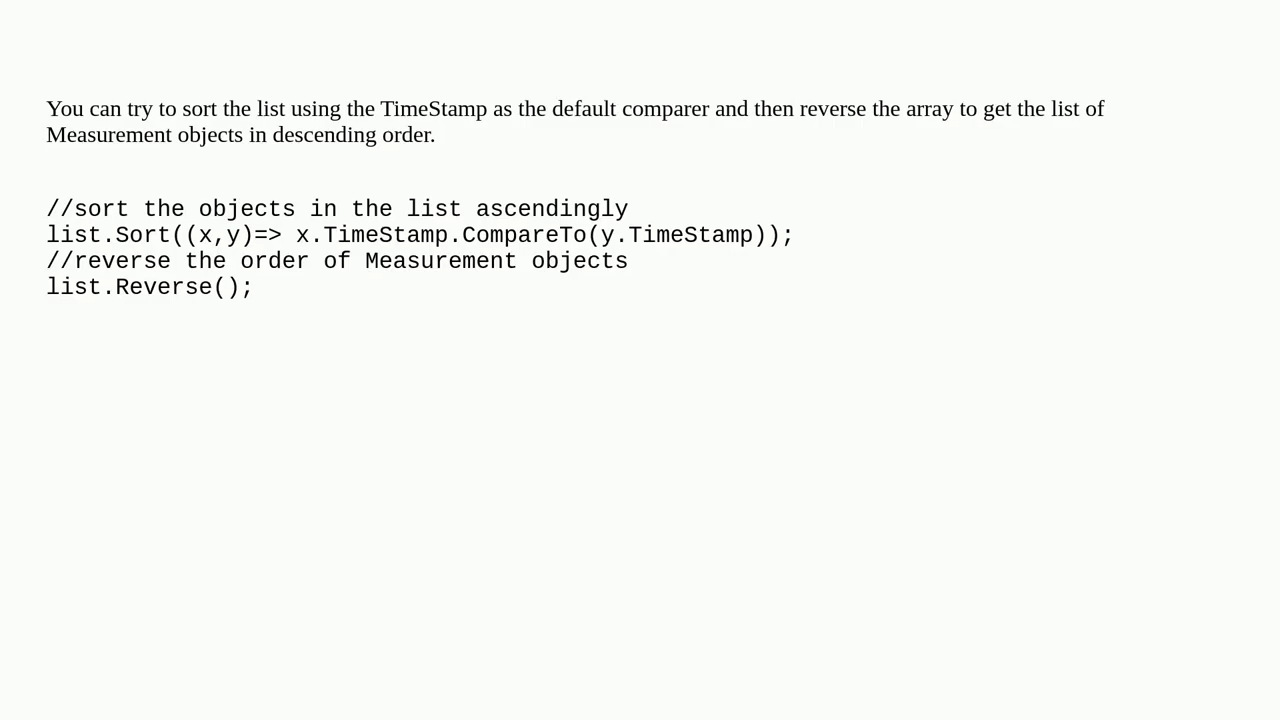 You can try to sort the list using the TimeStamp as the default comparer and then reverse the array to get the list of
Measurement objects in descending order.
//sort the objects in the list ascendingly
list.Sort((x,y)=> x.TimeStamp.CompareTo(y.TimeStamp));
//reverse the order of Measurement objects
list.Reverse();